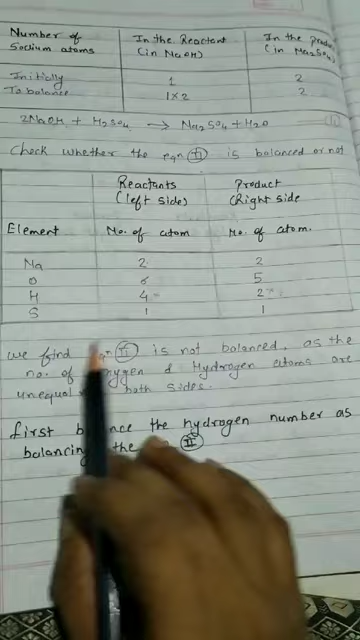 Number of Sodium atoms | In the Reactant (in NaOH) | In the product (in Na2SO4)
Initially | 1 | 2
To balance | 1×2 | 2
2NaOH + H2SO4 → Na2SO4 + H2O
Check whether the eqn (II) is balanced or not
Element | Reactants (left side) No. of atom | Product (Right side No. of atom.
Na | 2 | 2
O | 6 | 5
H | 4 | 2
S | 1 | 1
we find (II) is not balanced, as the
no. of & Hydrogen atoms are
unequal both sides.
first the hydrogen number as
balancing the (II)